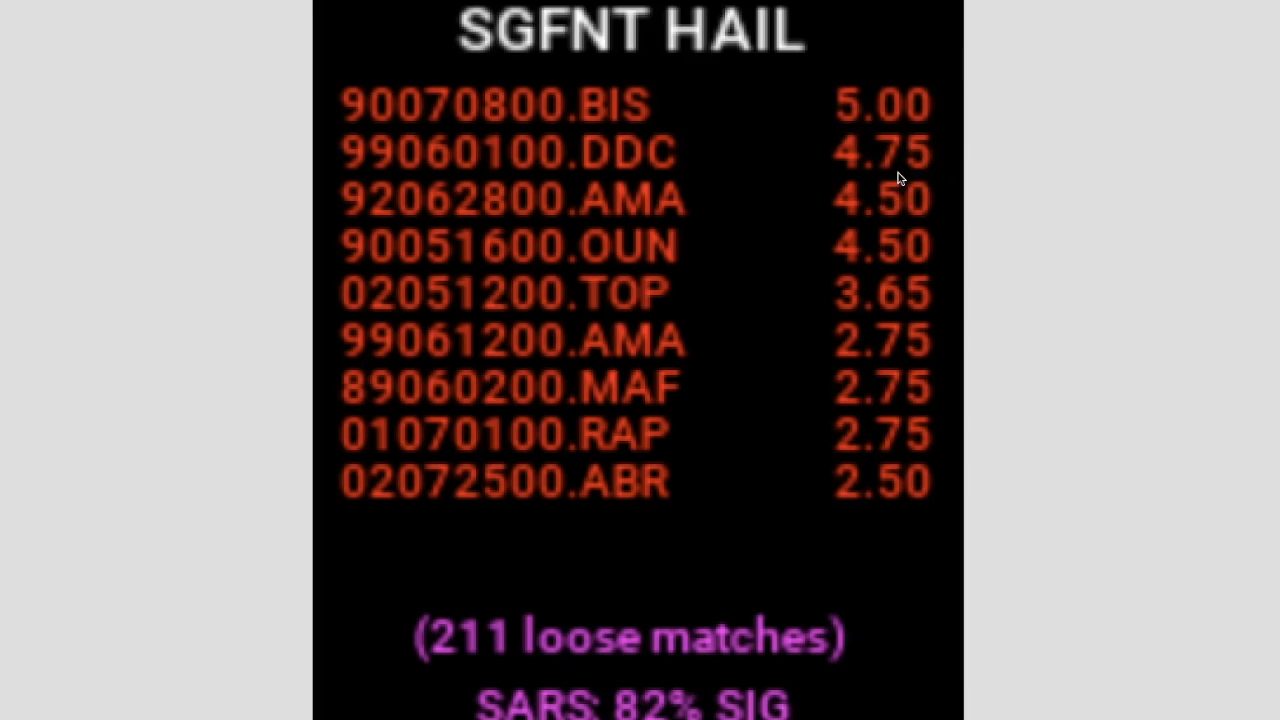 SGFNT HAIL
90070800.BIS 5.00
99060100.DDC 4.75
92062800.AMA 4.50
90051600.OUN 4.50
02051200.TOP 3.65
99061200.AMA 2.75
89060200.MAF 2.75
01070100.RAP 2.75
02072500.ABR 2.50
(211 loose matches)
SARS: 82% SIG